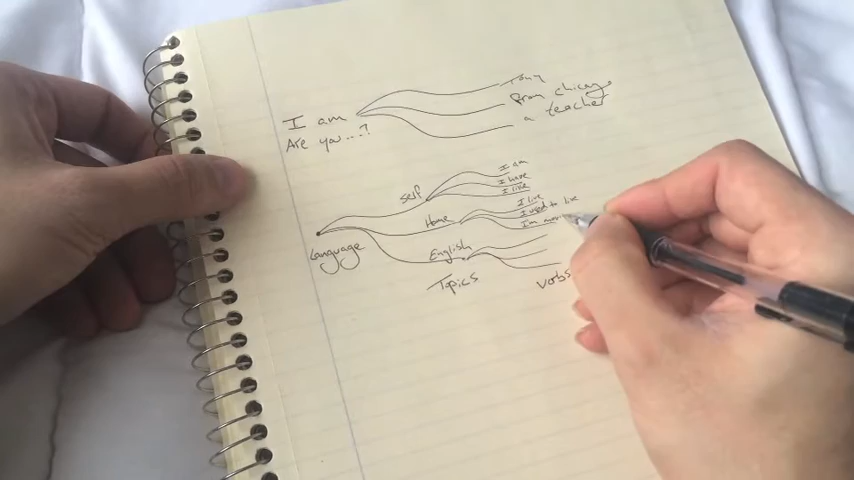 I am
Are you...?
Tony
From chicago
a teacher
Language
self
I am
I have
I like
Home
I live
I used to live
I'm
English
Topics
Verbs